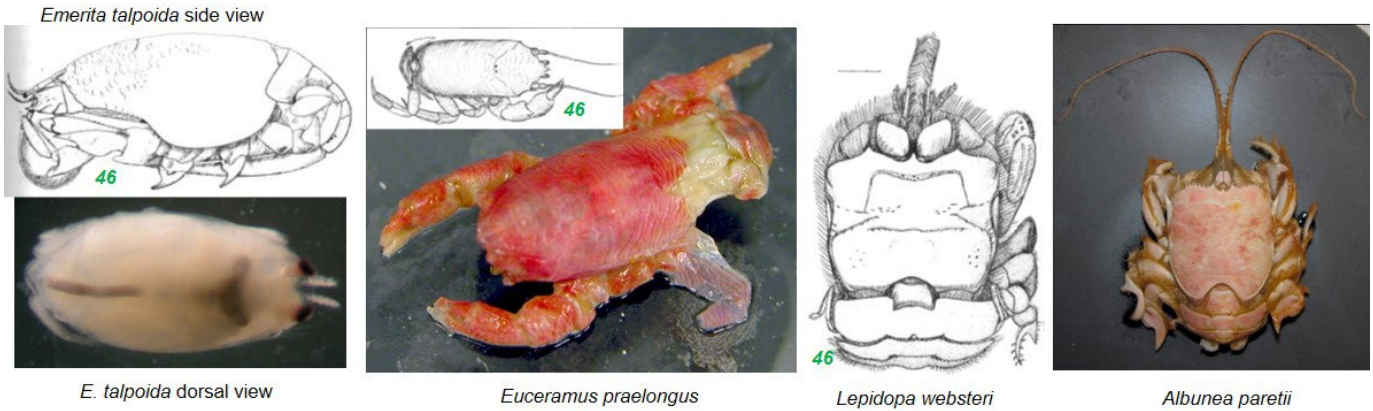 Emerita talpoida side view
46
46
46
E. talpoida dorsal view
Euceramus praelongus
Lepidopa websteri
Albunea paretii